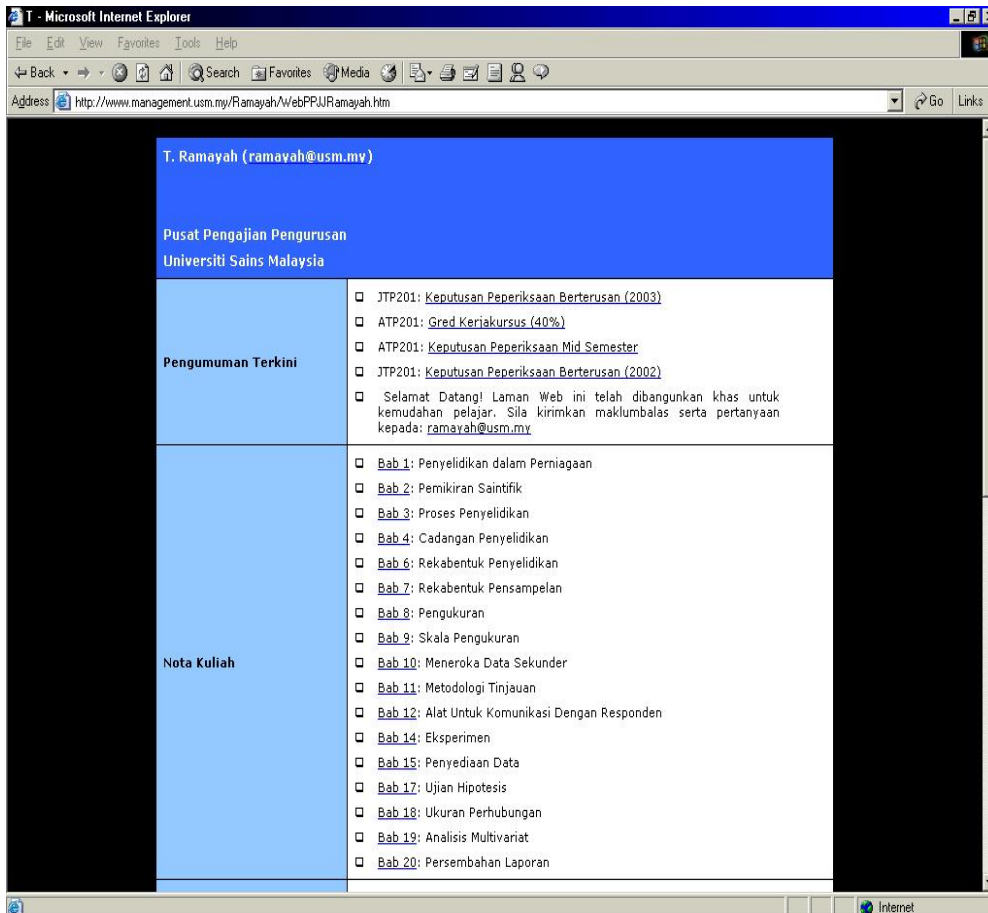 T - Microsoft Internet Explorer
File Edit View Favorites Tools Help
Back Search Favorites Media
Address http://www.management.usm.my/Ramayah/WebPPJJRamayah.htm Go Links
T. Ramayah (ramayah@usm.my)
Pusat Pengajian Pengurusan
Universiti Sains Malaysia
Pengumuman Terkini
JTP201: Keputusan Peperiksaan Berterusan (2003)
ATP201: Gred Kerjakursus (40%)
ATP201: Keputusan Peperiksaan Mid Semester
JTP201: Keputusan Peperiksaan Berterusan (2002)
Selamat Datang! Laman Web ini telah dibangunkan khas untuk
kemudahan pelajar. Sila kirimkan maklumbalas serta pertanyaan
kepada: ramayah@usm.my
Nota Kuliah
Bab 1: Penyelidikan dalam Perniagaan
Bab 2: Pemikiran Saintifik
Bab 3: Proses Penyelidikan
Bab 4: Cadangan Penyelidikan
Bab 6: Rekabentuk Penyelidikan
Bab 7: Rekabentuk Pensampelan
Bab 8: Pengukuran
Bab 9: Skala Pengukuran
Bab 10: Meneroka Data Sekunder
Bab 11: Metodologi Tinjauan
Bab 12: Alat Untuk Komunikasi Dengan Responden
Bab 14: Eksperimen
Bab 15: Penyediaan Data
Bab 17: Ujian Hipotesis
Bab 18: Ukuran Perhubungan
Bab 19: Analisis Multivariat
Bab 20: Persembahan Laporan
Internet